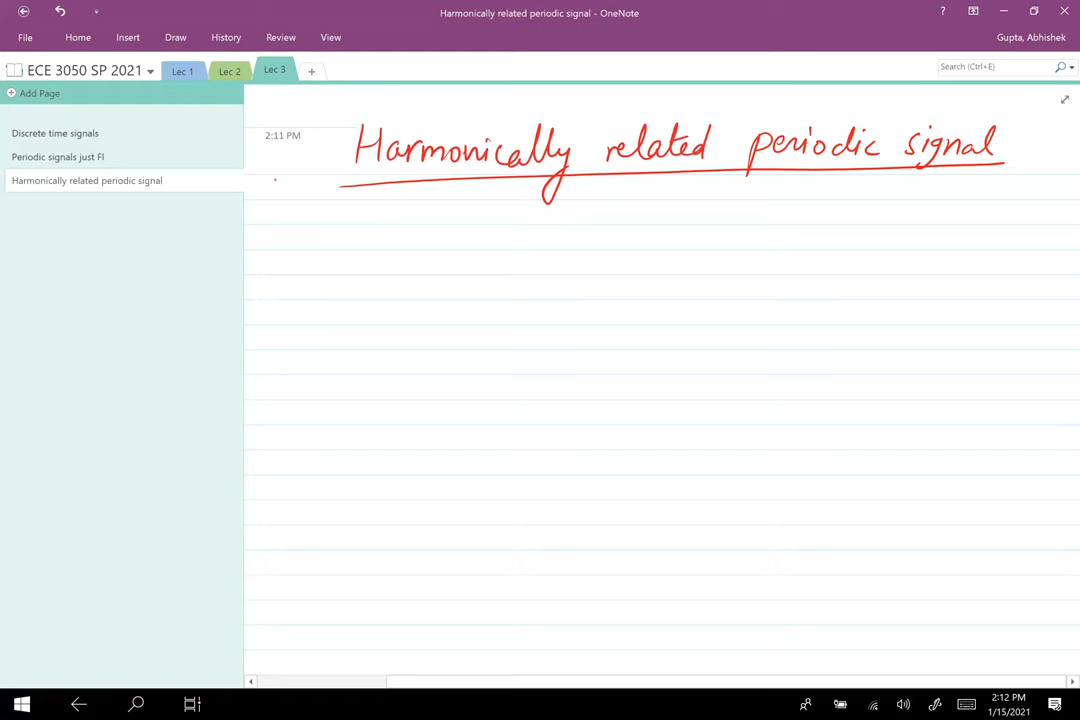 Harmonically related periodic signal - OneNote
?
File
Home
Insert
Draw
History
Review
View
Gupta, Abhishek
ECE 3050 SP 2021
Lec 1
Lec 2
Lec 3
+
Search (Ctrl+E)
Add Page
Discrete time signals
Periodic signals just FI
Harmonically related periodic signal
2:11 PM
Harmonically related periodic signal
2:12 PM
1/15/2021